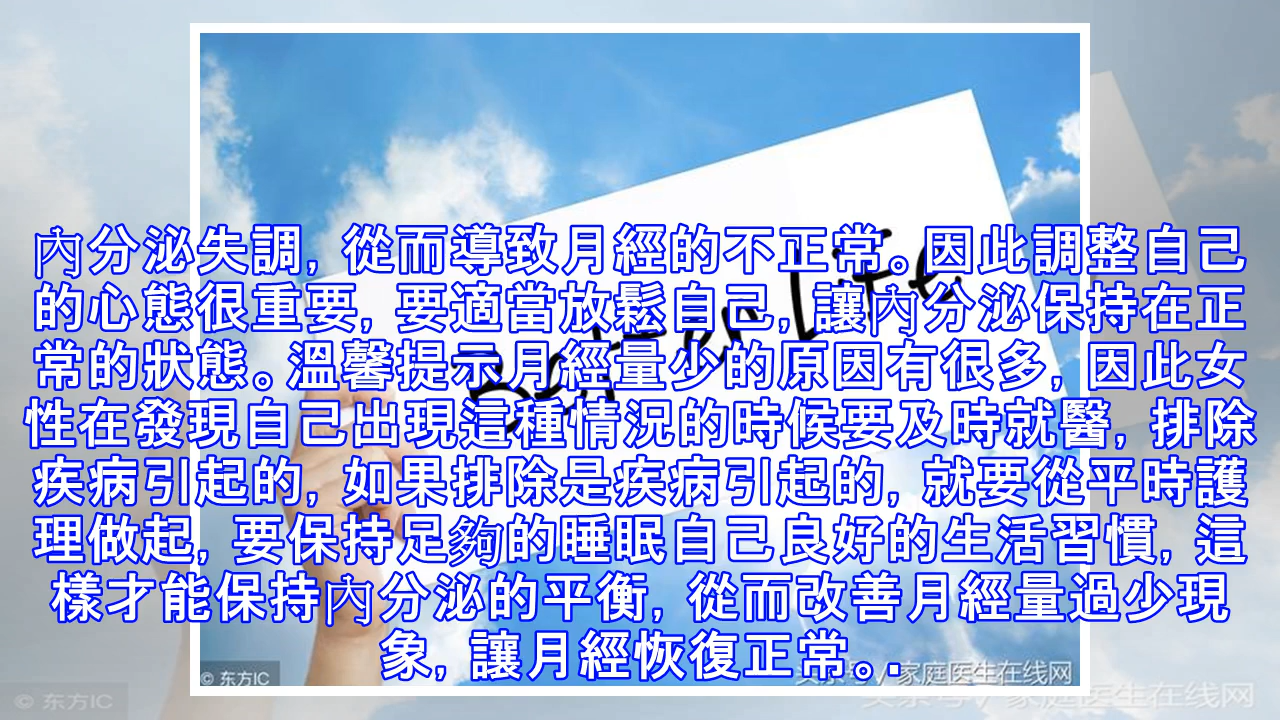 內分泌失調, 從而導致月經的不正常。因此調整自己
的心態很重要, 要適當放鬆自己, 讓內分泌保持在正
常的狀態。溫馨提示月經量少的原因有很多, 因此女
性在發現自己出現這種情況的時候要及時就醫, 排除
疾病引起的, 如果排除是疾病引起的, 就要從平時護
理做起, 要保持足夠的睡眠自己良好的生活習慣, 這
樣才能保持內分泌的平衡, 從而改善月經量過少現
象, 讓月經恢復正常。.
Better Life
© 东方IC
头条号/家庭医生在线网
© 东方IC
头条号/家庭医生在线网